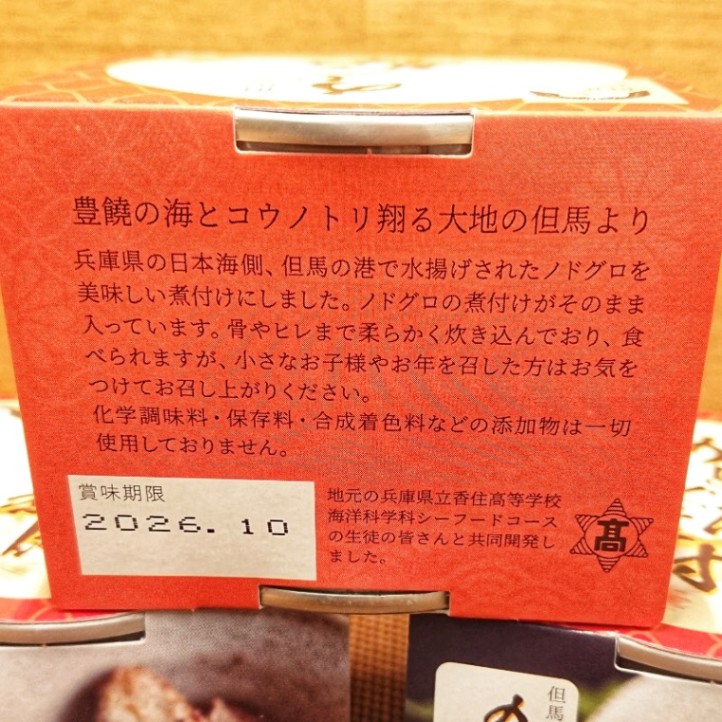 豊饒の海とコウノトリ翔る大地の但馬より
兵庫県の日本海側、但馬の港で水揚げされたノドグロを
美味しい煮付けにしました。ノドグロの煮付けがそのまま
入っています。骨やヒレまで柔らかく炊き込んでおり、食
べられますが、小さなお子様やお年を召した方はお気を
つけてお召し上がりください。
化学調味料・保存料・合成着色料などの添加物は一切
使用しておりません。
賞味期限
2026.10
地元の兵庫県立香住高等学校
海洋科学科シーフードコース
の生徒の皆さんと共同開発し
ました。
高
但馬
の
付